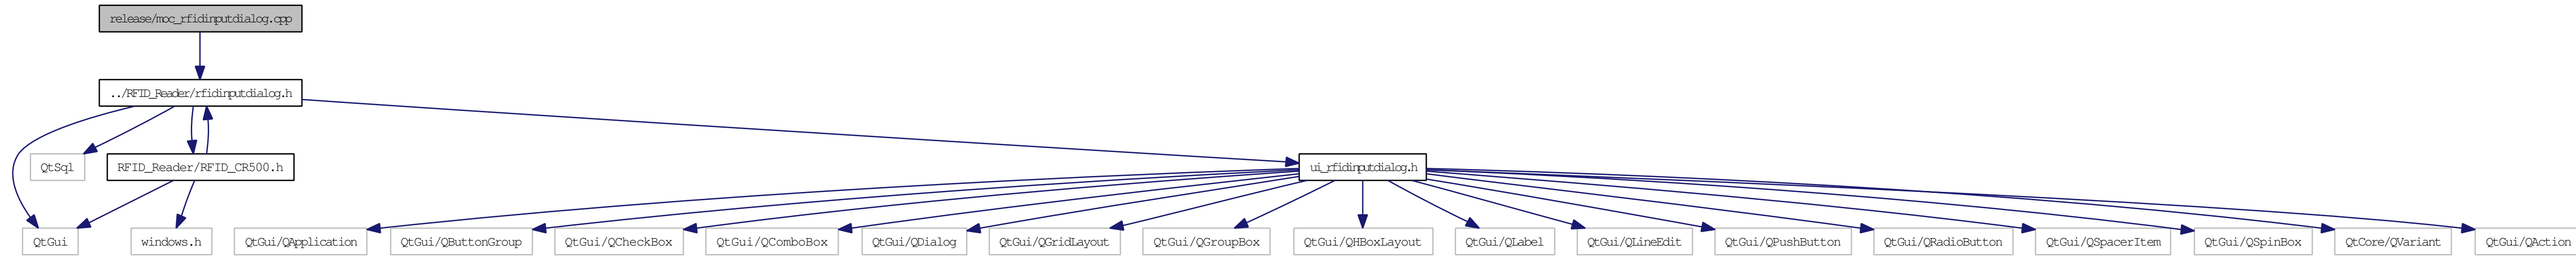 release/moc_rfidinputdialog.cpp
../RFID_Reader/rfidinputdialog.h
QtSql
RFID_Reader/RFID_CR500.h
ui_rfidinputdialog.h
QtGui
windows.h
QtGui/QApplication
QtGui/QButtonGroup
QtGui/QCheckBox
QtGui/QComboBox
QtGui/QDialog
QtGui/QGridLayout
QtGui/QGroupBox
QtGui/QHBoxLayout
QtGui/QLabel
QtGui/QLineEdit
QtGui/QPushButton
QtGui/QRadioButton
QtGui/QSpacerItem
QtGui/QSpinBox
QtCore/QVariant
QtGui/QAction